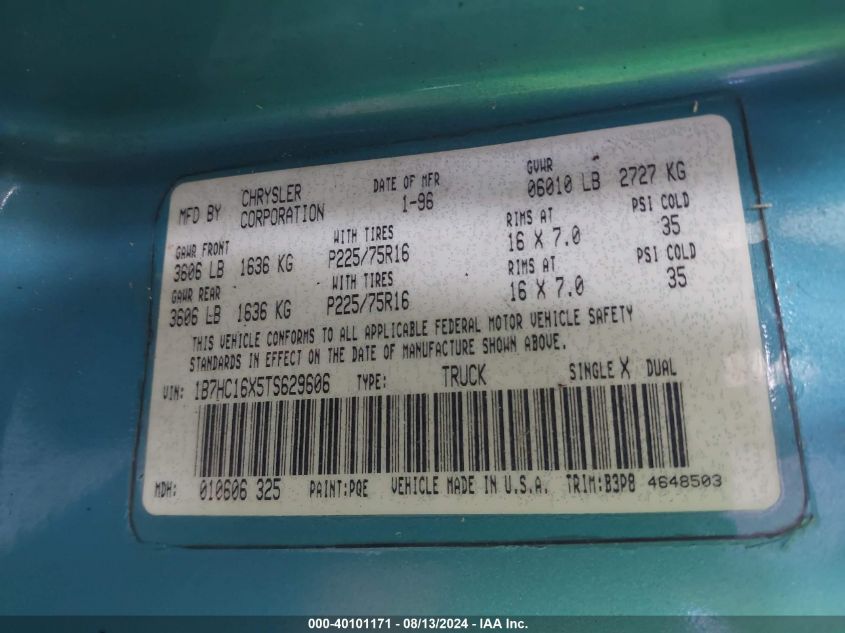 MFD BY CHRYSLER CORPORATION DATE OF MFR 1-96 GVWR 06010 LB 2727 KG
GAWR FRONT WITH TIRES RIMS AT PSI COLD
3606 LB 1636 KG P225/75R16 16 X 7.0 35
GAWR REAR WITH TIRES RIMS AT PSI COLD
3606 LB 1636 KG P225/75R16 16 X 7.0 35
THIS VEHICLE CONFORMS TO ALL APPLICABLE FEDERAL MOTOR VEHICLE SAFETY
STANDARDS IN EFFECT ON THE DATE OF MANUFACTURE SHOWN ABOVE.
VIN: 1B7HC16X5TS629606 TYPE: TRUCK SINGLE X DUAL
MDH: 010606 325 PAINT:PQE VEHICLE MADE IN U.S.A. TRIM:B3P8 4648503
000-40101171 - 08/13/2024 - IAA Inc.